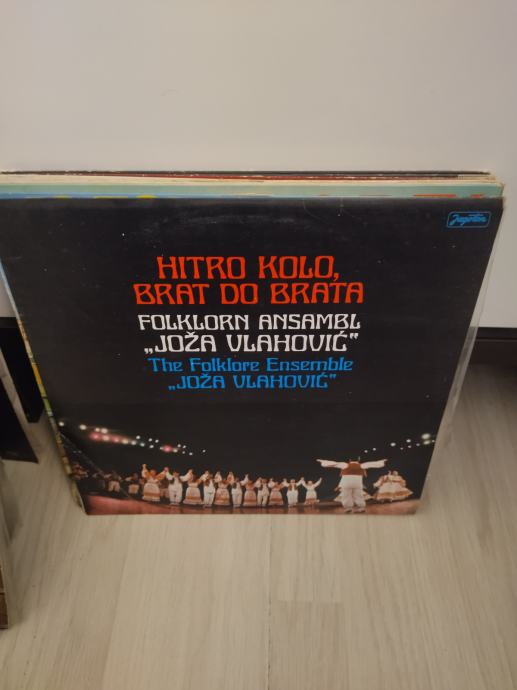 Jugoton
HITRO KOLO,
BRAT DO BRATA
FOLKLORN ANSAMBL
„JOŽA VLAHOVIĆ"
The Folklore Ensemble
„JOŽA VLAHOVIĆ"